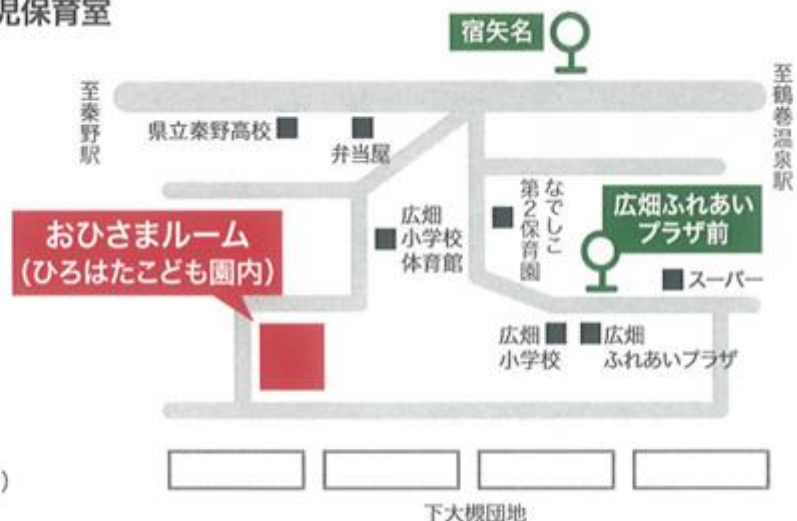 児保育室
宿矢名
至秦野駅
至鶴巻温泉駅
県立秦野高校
弁当屋
広畑
小学校
体育館
なでしこ
第2保育園
広畑ふれあい
プラザ前
おひさまルーム
(ひろはたこども園内)
スーパー
広畑
小学校
広畑
ふれあいプラザ
)
下大槻団地